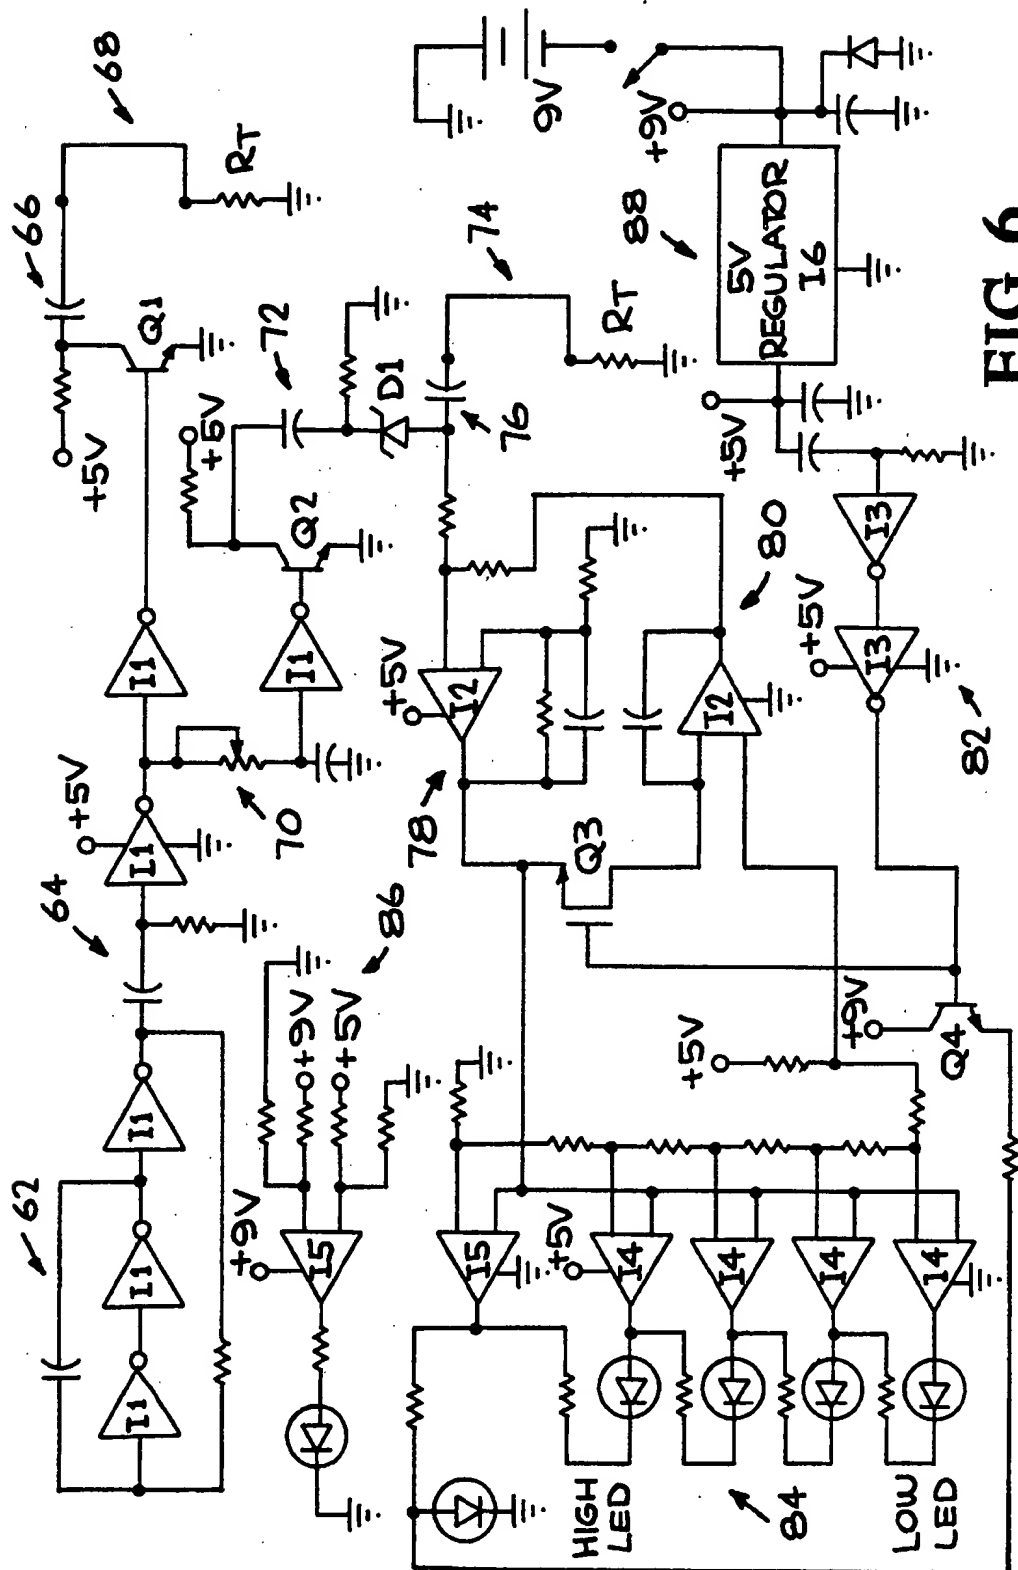 62
I1
I1
I1
64
+5V
I1
I1
+5V
Q1
66
68
RT
70
I1
Q2
+5V
72
D1
+9V
+9V
+5V
86
I5
78
+5V
I2
76
74
RT
9V
+9V
88
5V
REGULATOR
I6
+5V
80
I2
Q3
I3
+5V
I3
82
+5V
+9V
Q4
I5
+5V
I4
I4
I4
I4
HIGH
LED
84
LOW
LED
FIG 6